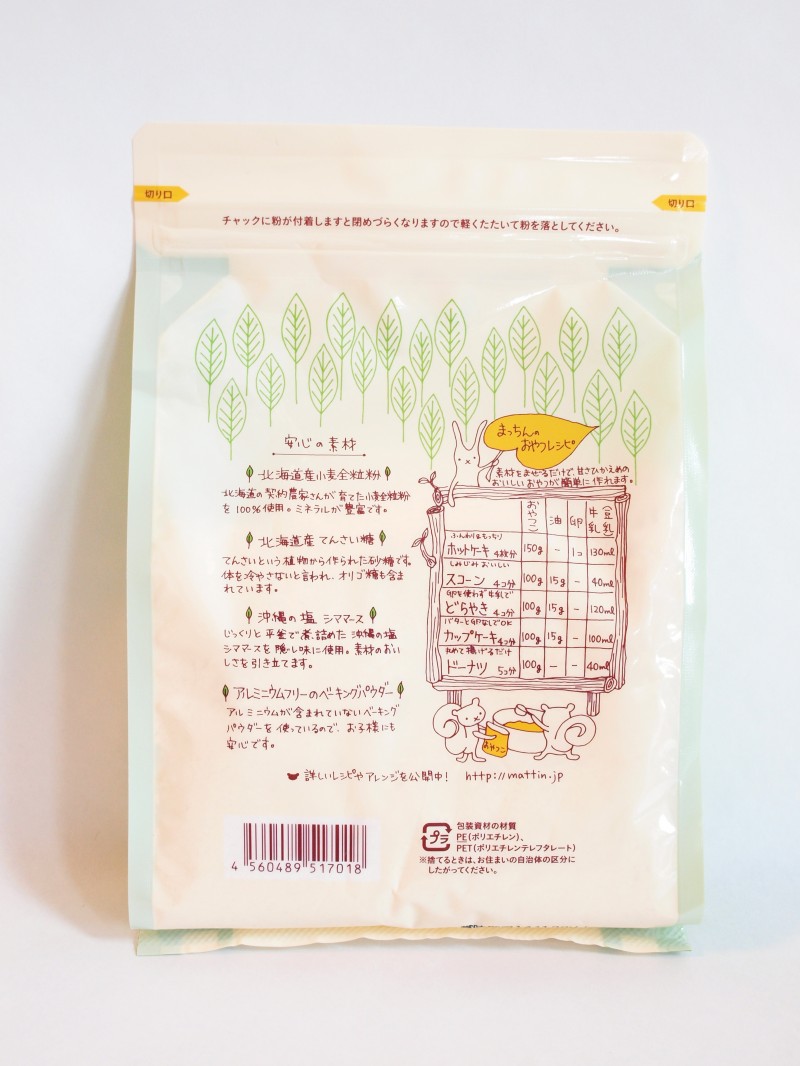 切り口
切り口
チャックに粉が付着しますと閉めづらくなりますので軽くたたいて粉を落としてください。
安心の素材
北海道産小麦全粒粉
北海道の契約農家さんが育てた小麦全粒粉
を100%使用。ミネラルが豊富です。
北海道産てんさい糖
てんさいという植物から作られた砂糖です。
体を冷やさないと言われ、オリゴ糖も含ま
れています。
沖縄の塩 シママース
じっくりと平釜で煮詰めた沖縄の塩
シママースを隠し味に使用。素材のおい
しさを引き立てます。
アルミニウムフリーのベーキングパウダー
アルミニウムが含まれていないベーキング
パウダーを使っているので、お子様にも
安心です。
まっちんの
おやつレシピ
素材をまぜるだけで、甘さひかえめの
おいしいおやつが簡単に作れます。
おやつこ 油 卵 牛乳(豆乳)
ふんわりもっちり
ホットケーキ 4枚分 150g - 1コ 130ml
しみじみおいしい
スコーン 4コ分 100g 15g - 40ml
卵を使わず牛乳で
どらやき 4コ分 100g - - 120ml
バターと卵なしでOK
カップケーキ 4コ分 100g 15g - 100ml
丸めて揚げるだけ
ドーナツ 5コ分 100g - - 40ml
おやつこ
詳しいレシピやアレンジを公開中! http://mattin.jp
4 560489 517018
プラ
包装資材の材質
PE(ポリエチレン)、
PET(ポリエチレンテレフタレート)
※捨てるときは、お住まいの自治体の区分に
したがってください。